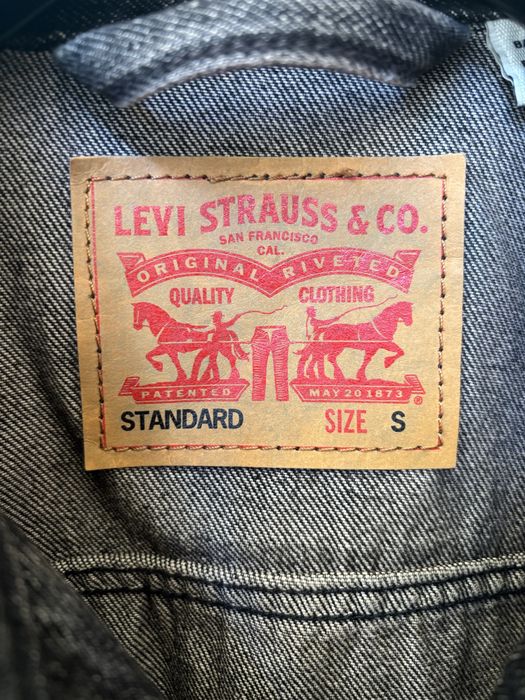 LEVI STRAUSS & CO.
SAN FRANCISCO
CAL.
ORIGINAL RIVETED
QUALITY CLOTHING
PATENTED MAY 20 1873 ®
STANDARD SIZE S